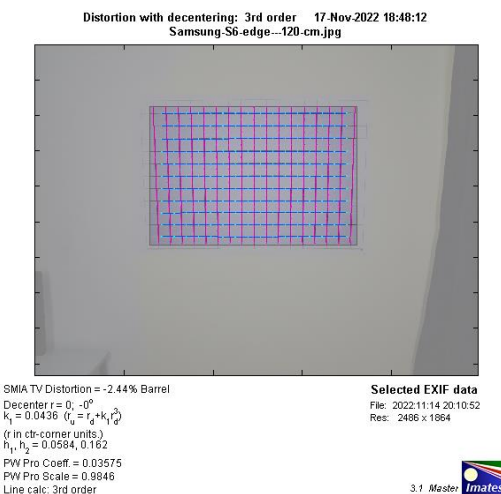 Distortion with decentering: 3rd order 17-Nov-2022 18:48:12
Samsung-S6-edge---120-cm.jpg
SMIA TV Distortion = -2.44% Barrel
Decenter r = 0; -0°
k₁ = 0.0436 (rᵤ = r_d+k₁r_d³)
(r in ctr-corner units.)
h₁, h₂ = 0.0584, 0.162
PW Pro Coeff. = 0.03575
PW Pro Scale = 0.9846
Line calc: 3rd order
Selected EXIF data
File: 2022:11:14 20:10:52
Res: 2486 x 1864
3.1 Master